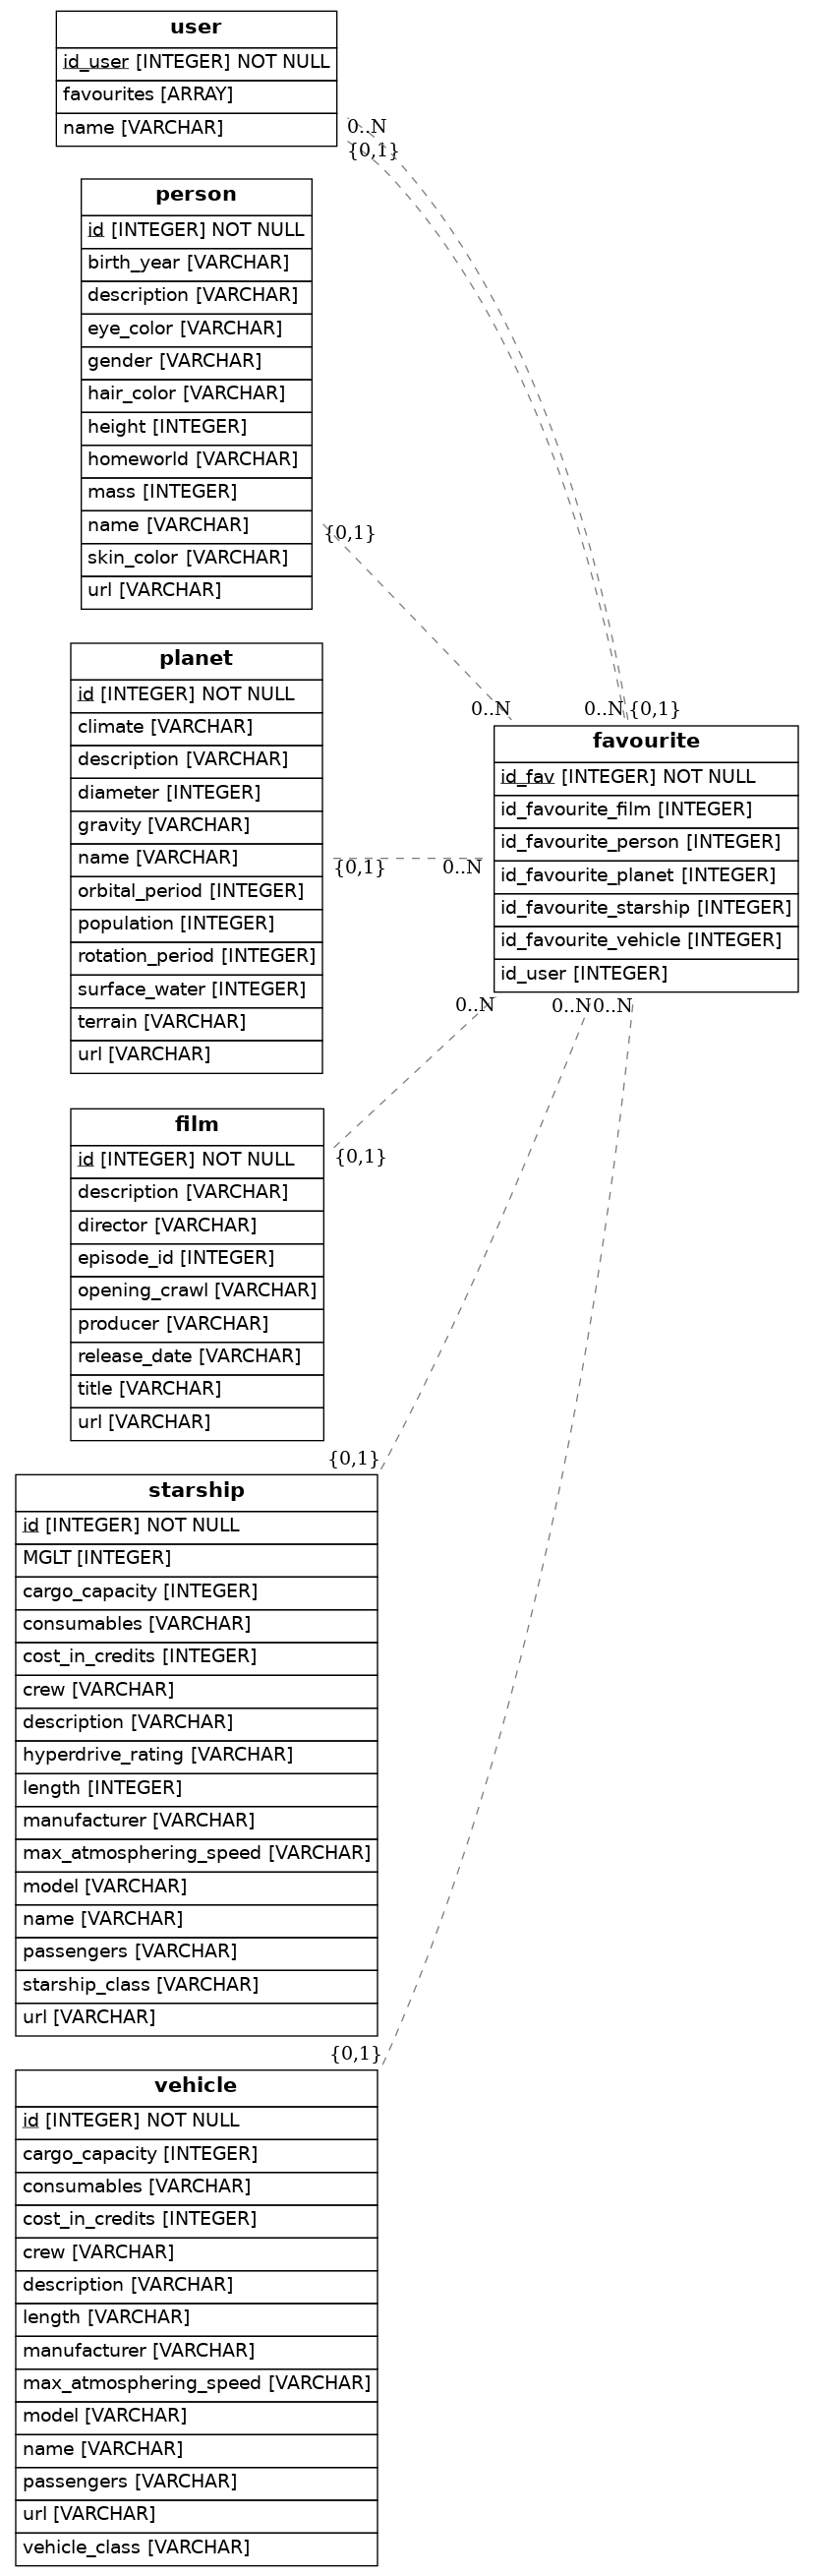 user
id_user [INTEGER] NOT NULL
favourites [ARRAY]
name [VARCHAR]
0..N
{0,1}
person
id [INTEGER] NOT NULL
birth_year [VARCHAR]
description [VARCHAR]
eye_color [VARCHAR]
gender [VARCHAR]
hair_color [VARCHAR]
height [INTEGER]
homeworld [VARCHAR]
mass [INTEGER]
name [VARCHAR]
skin_color [VARCHAR]
url [VARCHAR]
{0,1}
0..N
0..N
{0,1}
planet
id [INTEGER] NOT NULL
climate [VARCHAR]
description [VARCHAR]
diameter [INTEGER]
gravity [VARCHAR]
name [VARCHAR]
orbital_period [INTEGER]
population [INTEGER]
rotation_period [INTEGER]
surface_water [INTEGER]
terrain [VARCHAR]
url [VARCHAR]
{0,1}
0..N
favourite
id_fav [INTEGER] NOT NULL
id_favourite_film [INTEGER]
id_favourite_person [INTEGER]
id_favourite_planet [INTEGER]
id_favourite_starship [INTEGER]
id_favourite_vehicle [INTEGER]
id_user [INTEGER]
0..N
0..N
0..N
film
id [INTEGER] NOT NULL
description [VARCHAR]
director [VARCHAR]
episode_id [INTEGER]
opening_crawl [VARCHAR]
producer [VARCHAR]
release_date [VARCHAR]
title [VARCHAR]
url [VARCHAR]
{0,1}
{0,1}
starship
id [INTEGER] NOT NULL
MGLT [INTEGER]
cargo_capacity [INTEGER]
consumables [VARCHAR]
cost_in_credits [INTEGER]
crew [VARCHAR]
description [VARCHAR]
hyperdrive_rating [VARCHAR]
length [INTEGER]
manufacturer [VARCHAR]
max_atmosphering_speed [VARCHAR]
model [VARCHAR]
name [VARCHAR]
passengers [VARCHAR]
starship_class [VARCHAR]
url [VARCHAR]
{0,1}
vehicle
id [INTEGER] NOT NULL
cargo_capacity [INTEGER]
consumables [VARCHAR]
cost_in_credits [INTEGER]
crew [VARCHAR]
description [VARCHAR]
length [VARCHAR]
manufacturer [VARCHAR]
max_atmosphering_speed [VARCHAR]
model [VARCHAR]
name [VARCHAR]
passengers [VARCHAR]
url [VARCHAR]
vehicle_class [VARCHAR]